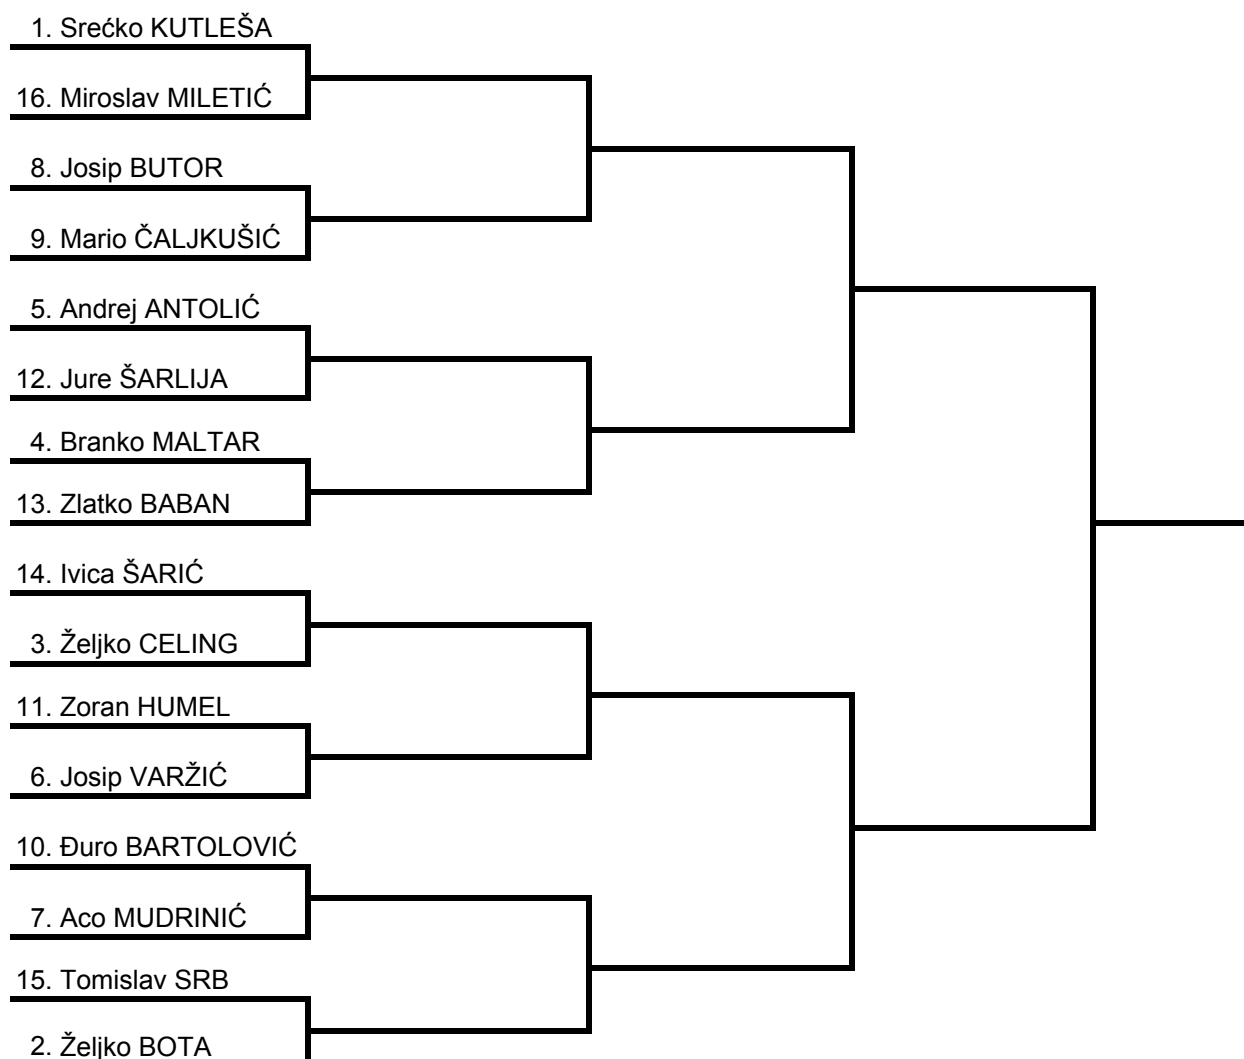 1. Srećko KUTLEŠA
16. Miroslav MILETIĆ
8. Josip BUTOR
9. Mario ČALJKUŠIĆ
5. Andrej ANTOLIĆ
12. Jure ŠARLIJA
4. Branko MALTAR
13. Zlatko BABAN
14. Ivica ŠARIĆ
3. Željko CELING
11. Zoran HUMEL
6. Josip VARŽIĆ
10. Đuro BARTOLOVIĆ
7. Aco MUDRINIĆ
15. Tomislav SRB
2. Željko BOTA